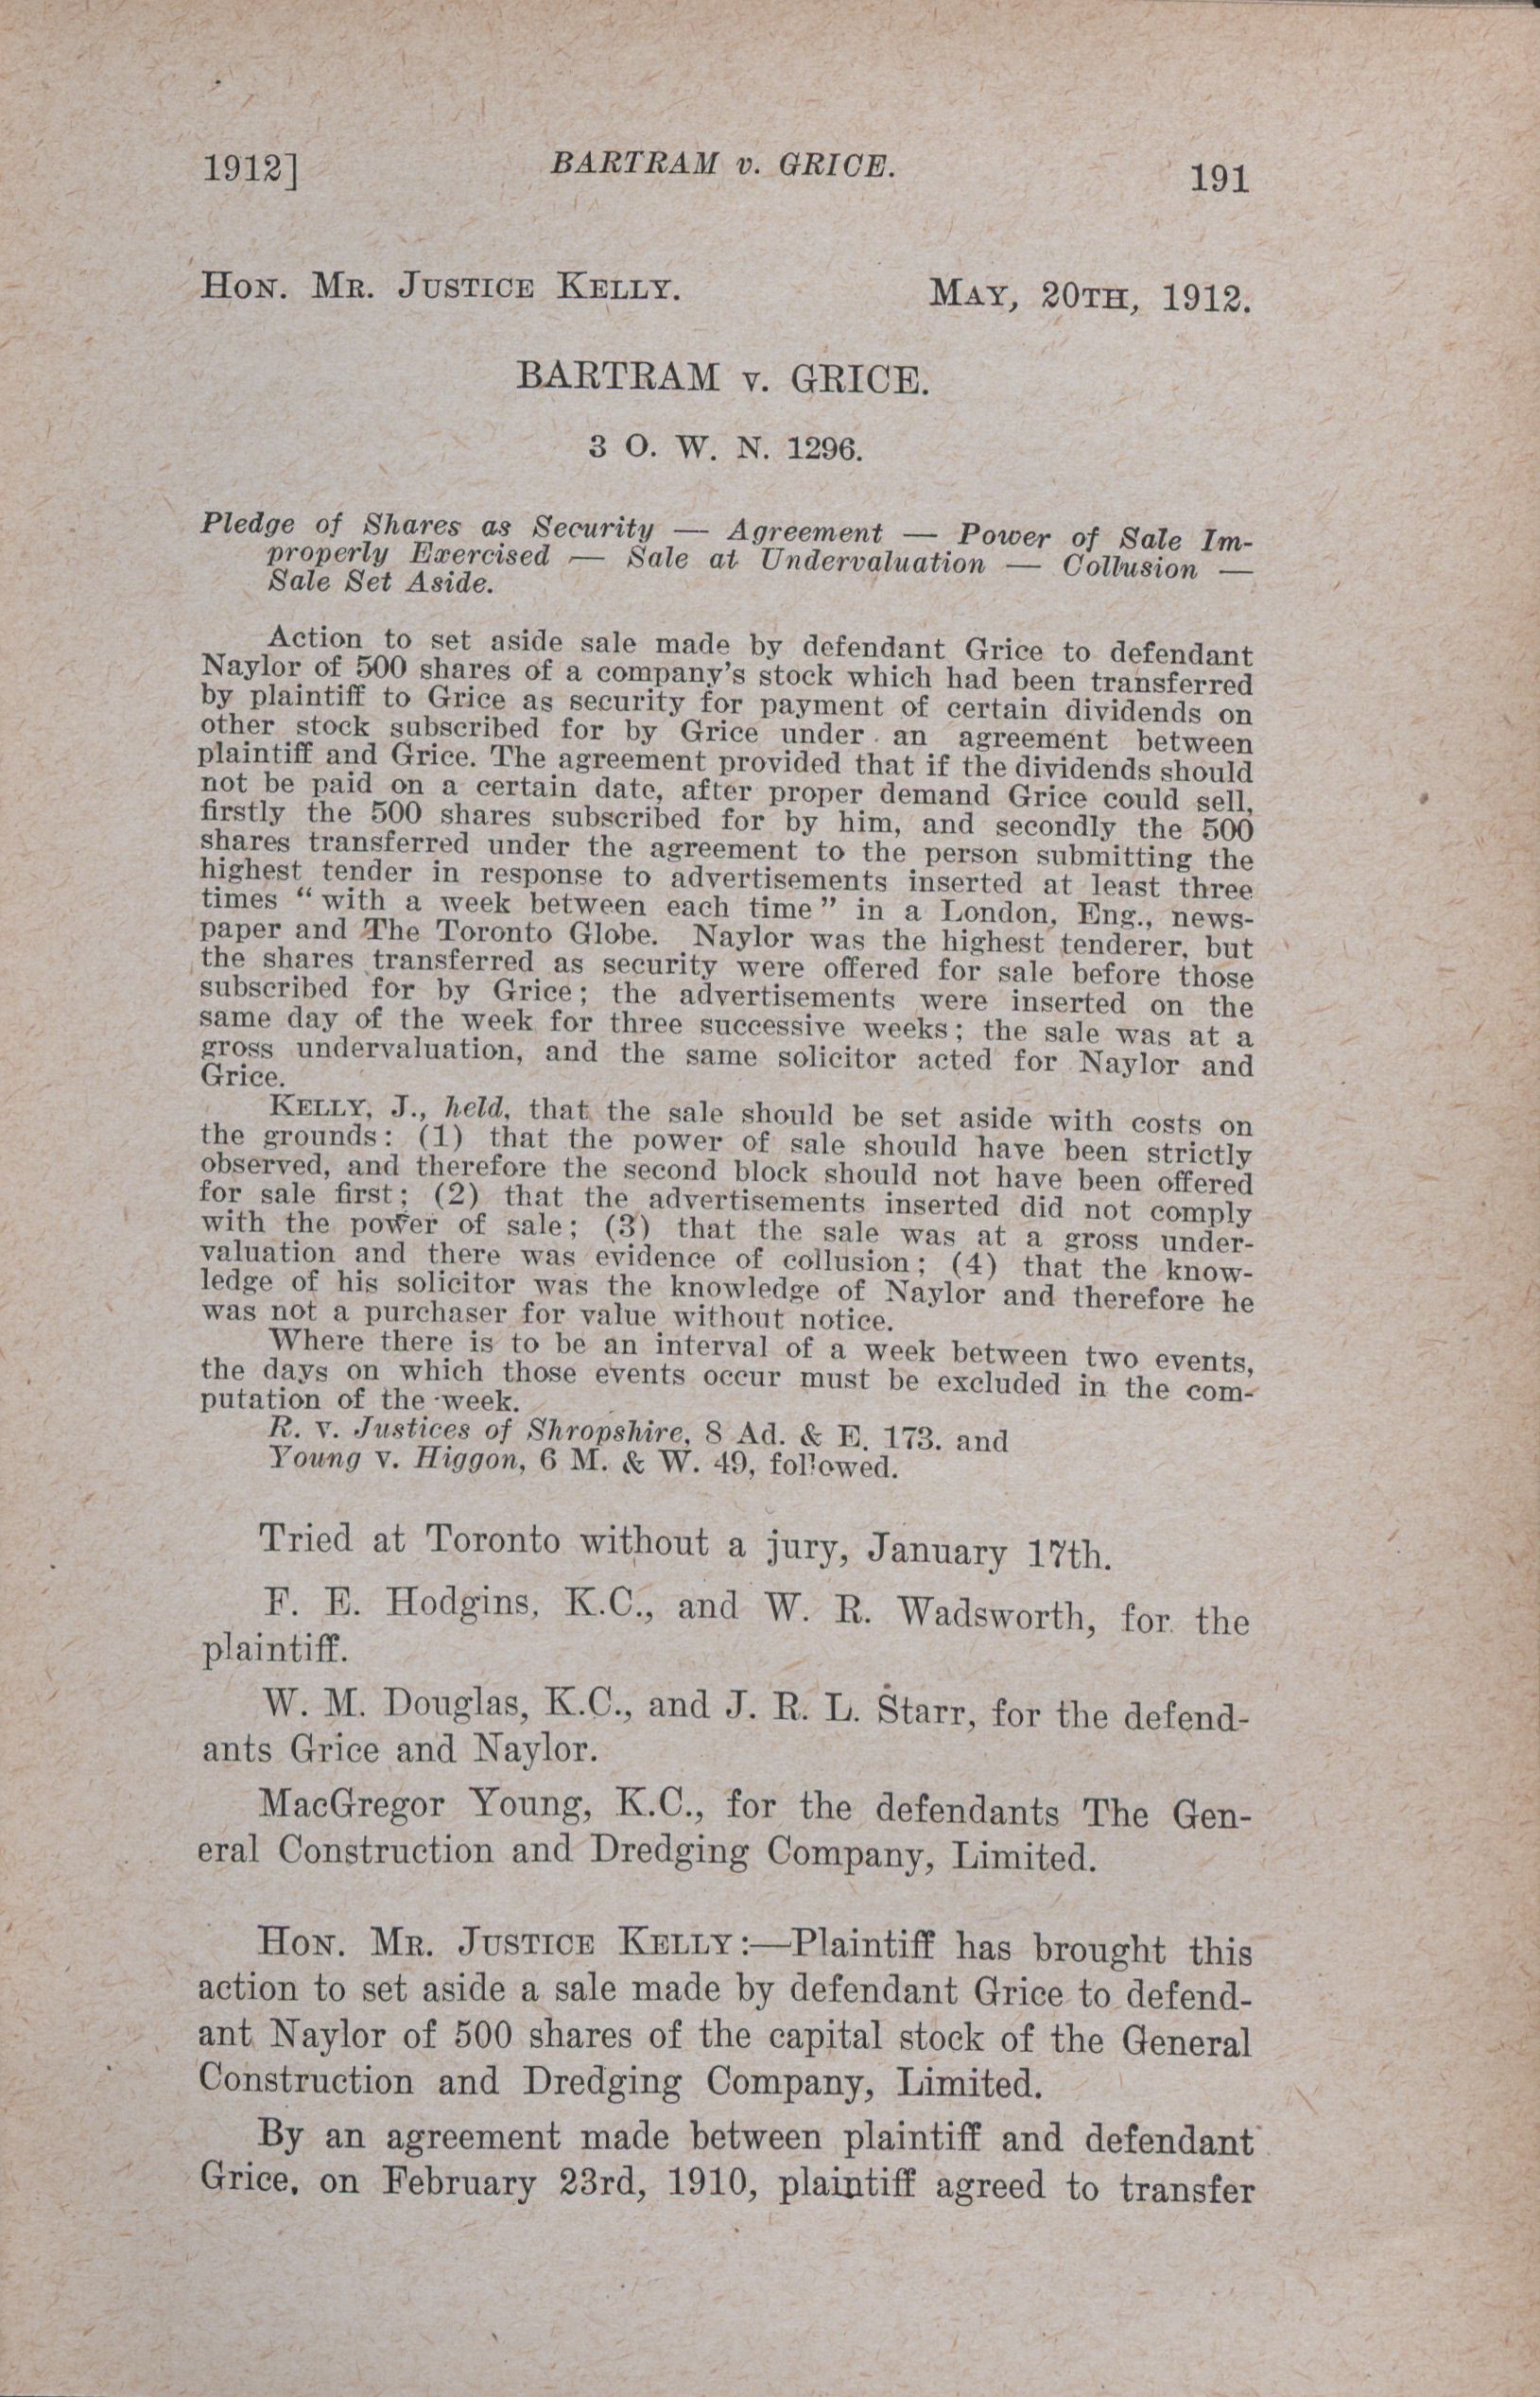 1912]
BARTRAM v. GRICE.
191
HON. MR. JUSTICE KELLY.
MAY, 20TH, 1912.
BARTRAM v. GRICE.
3 O. W. N. 1296.
Pledge of Shares as Security — Agreement — Power of Sale Im-
properly Exercised — Sale at Undervaluation — Collusion —
Sale Set Aside.
Action to set aside sale made by defendant Grice to defendant
Naylor of 500 shares of a company's stock which had been transferred
by plaintiff to Grice as security for payment of certain dividends on
other stock subscribed for by Grice under an agreement between
plaintiff and Grice. The agreement provided that if the dividends should
not be paid on a certain date, after proper demand Grice could sell,
firstly the 500 shares subscribed for by him, and secondly the 500
shares transferred under the agreement to the person submitting the
highest tender in response to advertisements inserted at least three
times "with a week between each time" in a London, Eng., news-
paper and The Toronto Globe. Naylor was the highest tenderer, but
the shares transferred as security were offered for sale before those
subscribed for by Grice; the advertisements were inserted on the
same day of the week for three successive weeks; the sale was at a
gross undervaluation, and the same solicitor acted for Naylor and
Grice.
KELLY, J., held, that the sale should be set aside with costs on
the grounds: (1) that the power of sale should have been strictly
observed, and therefore the second block should not have been offered
for sale first; (2) that the advertisements inserted did not comply
with the power of sale; (3) that the sale was at a gross under-
valuation and there was evidence of collusion; (4) that the know-
ledge of his solicitor was the knowledge of Naylor and therefore he
was not a purchaser for value without notice.
Where there is to be an interval of a week between two events,
the days on which those events occur must be excluded in the com-
putation of the week.
R. v. Justices of Shropshire, 8 Ad. & E. 173. and
Young v. Higgon, 6 M. & W. 49, followed.
Tried at Toronto without a jury, January 17th.
F. E. Hodgins, K.C., and W. R. Wadsworth, for the
plaintiff.
W. M. Douglas, K.C., and J. R. L. Starr, for the defend-
ants Grice and Naylor.
MacGregor Young, K.C., for the defendants The Gen-
eral Construction and Dredging Company, Limited.
HON. MR. JUSTICE KELLY:—Plaintiff has brought this
action to set aside a sale made by defendant Grice to defend-
ant Naylor of 500 shares of the capital stock of the General
Construction and Dredging Company, Limited.
By an agreement made between plaintiff and defendant
Grice, on February 23rd, 1910, plaintiff agreed to transfer